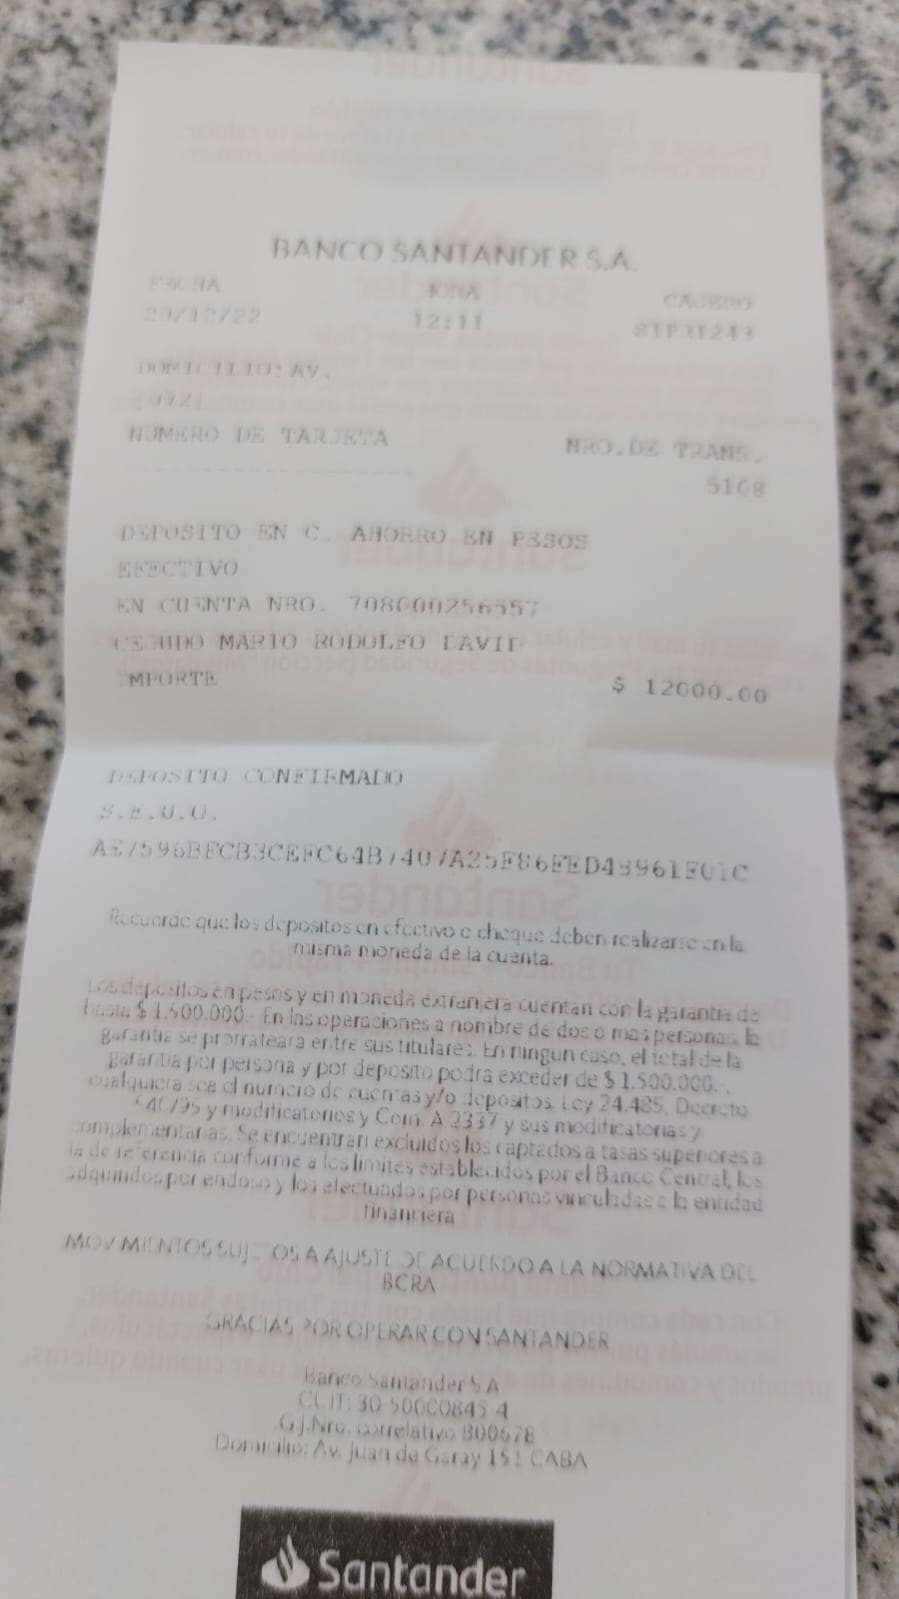 BANCO SANTANDER S.A.
FECHA HORA CAJERO
12:11
DOMICILIO: AV.
[072]
NUMERO DE TARJETA NRO.DE TRANS.
5168
DEPOSITO EN C. AHORRO EN PESOS
EFECTIVO
EN CUENTA NRO. 708000256557
MARIO RODOLFO DAVID
IMPORTE $ 12000.00
DEPOSITO CONFIRMADO
S.E.U.O.
Recuerde que los depositos en efectivo o cheque deben realizarse en la
misma moneda de la cuenta.
Los depositos en pesos y en moneda extranjera cuentan con la garantia de
hasta $ 1.500.000.. En las operaciones a nombre de dos o mas personas, la
garantia se prorrateara entre sus titulares. En ningun caso, el total de la
garantia por persona y por deposito podra exceder de $ 1.500.000. .
cualquiera sea el numero de cuentas y/o depositos. Ley 24.485, Decreto
540/95 y modificatorios y Com. A 2337 y sus modificatorias y
complementarias. Se encuentran excluidos los captados a tasas superiores a
la de referencia conforme a los limites establecidos por el Banco Central, los
adquiridos por endoso y los efectuados por personas vinculadas a la entidad
financiera
MOVIMIENTOS SUJETOS A AJUSTE DE ACUERDO A LA NORMATIVA DEL
BCRA
GRACIAS POR OPERAR CON SANTANDER
Banco Santander S A
CUIT: 30-50000845-4
.G J.Nro. correlativo 800678
Domicilio: Av. Juan de Garay 151 CABA
Santander